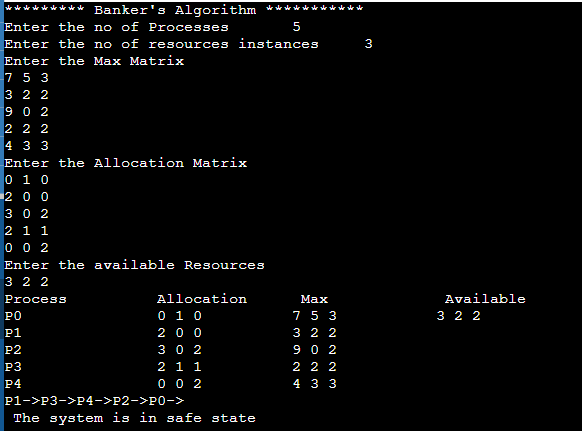 ********* Banker's Algorithm ***********
Enter the no of Processes 5
Enter the no of resources instances 3
Enter the Max Matrix
7 5 3
3 2 2
9 0 2
2 2 2
4 3 3
Enter the Allocation Matrix
0 1 0
2 0 0
3 0 2
2 1 1
0 0 2
Enter the available Resources
3 2 2
Process Allocation Max Available
P0 0 1 0 7 5 3 3 2 2
P1 2 0 0 3 2 2
P2 3 0 2 9 0 2
P3 2 1 1 2 2 2
P4 0 0 2 4 3 3
P1->P3->P4->P2->P0->
The system is in safe state